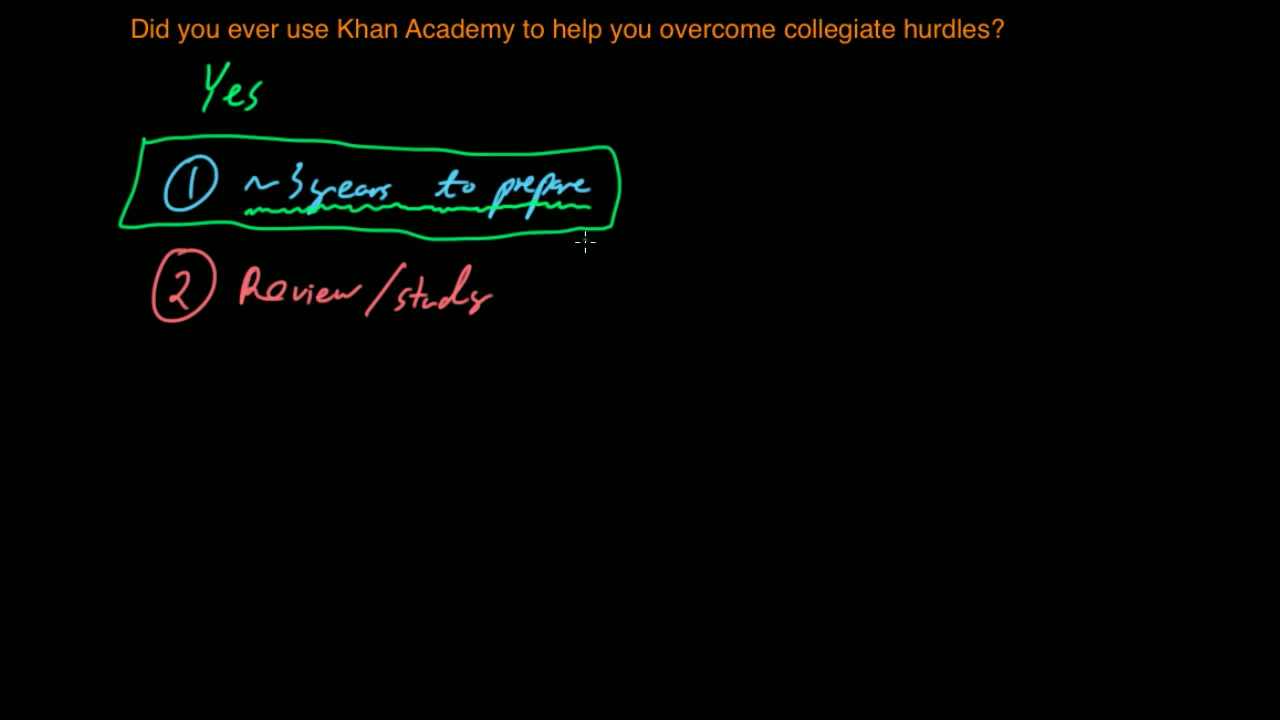 Did you ever use Khan Academy to help you overcome collegiate hurdles?
Yes
① ~3 years to prepare
② Review/study